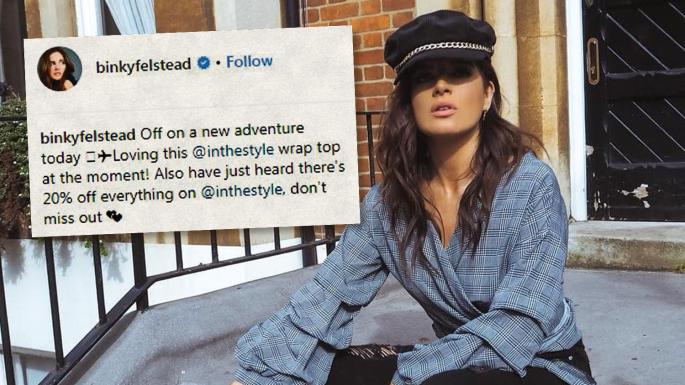 binkyfelstead • Follow
binkyfelstead Off on a new adventure
today □✈Loving this @inthestyle wrap top
at the moment! Also have just heard there's
20% off everything on @inthestyle, don't
miss out 💕